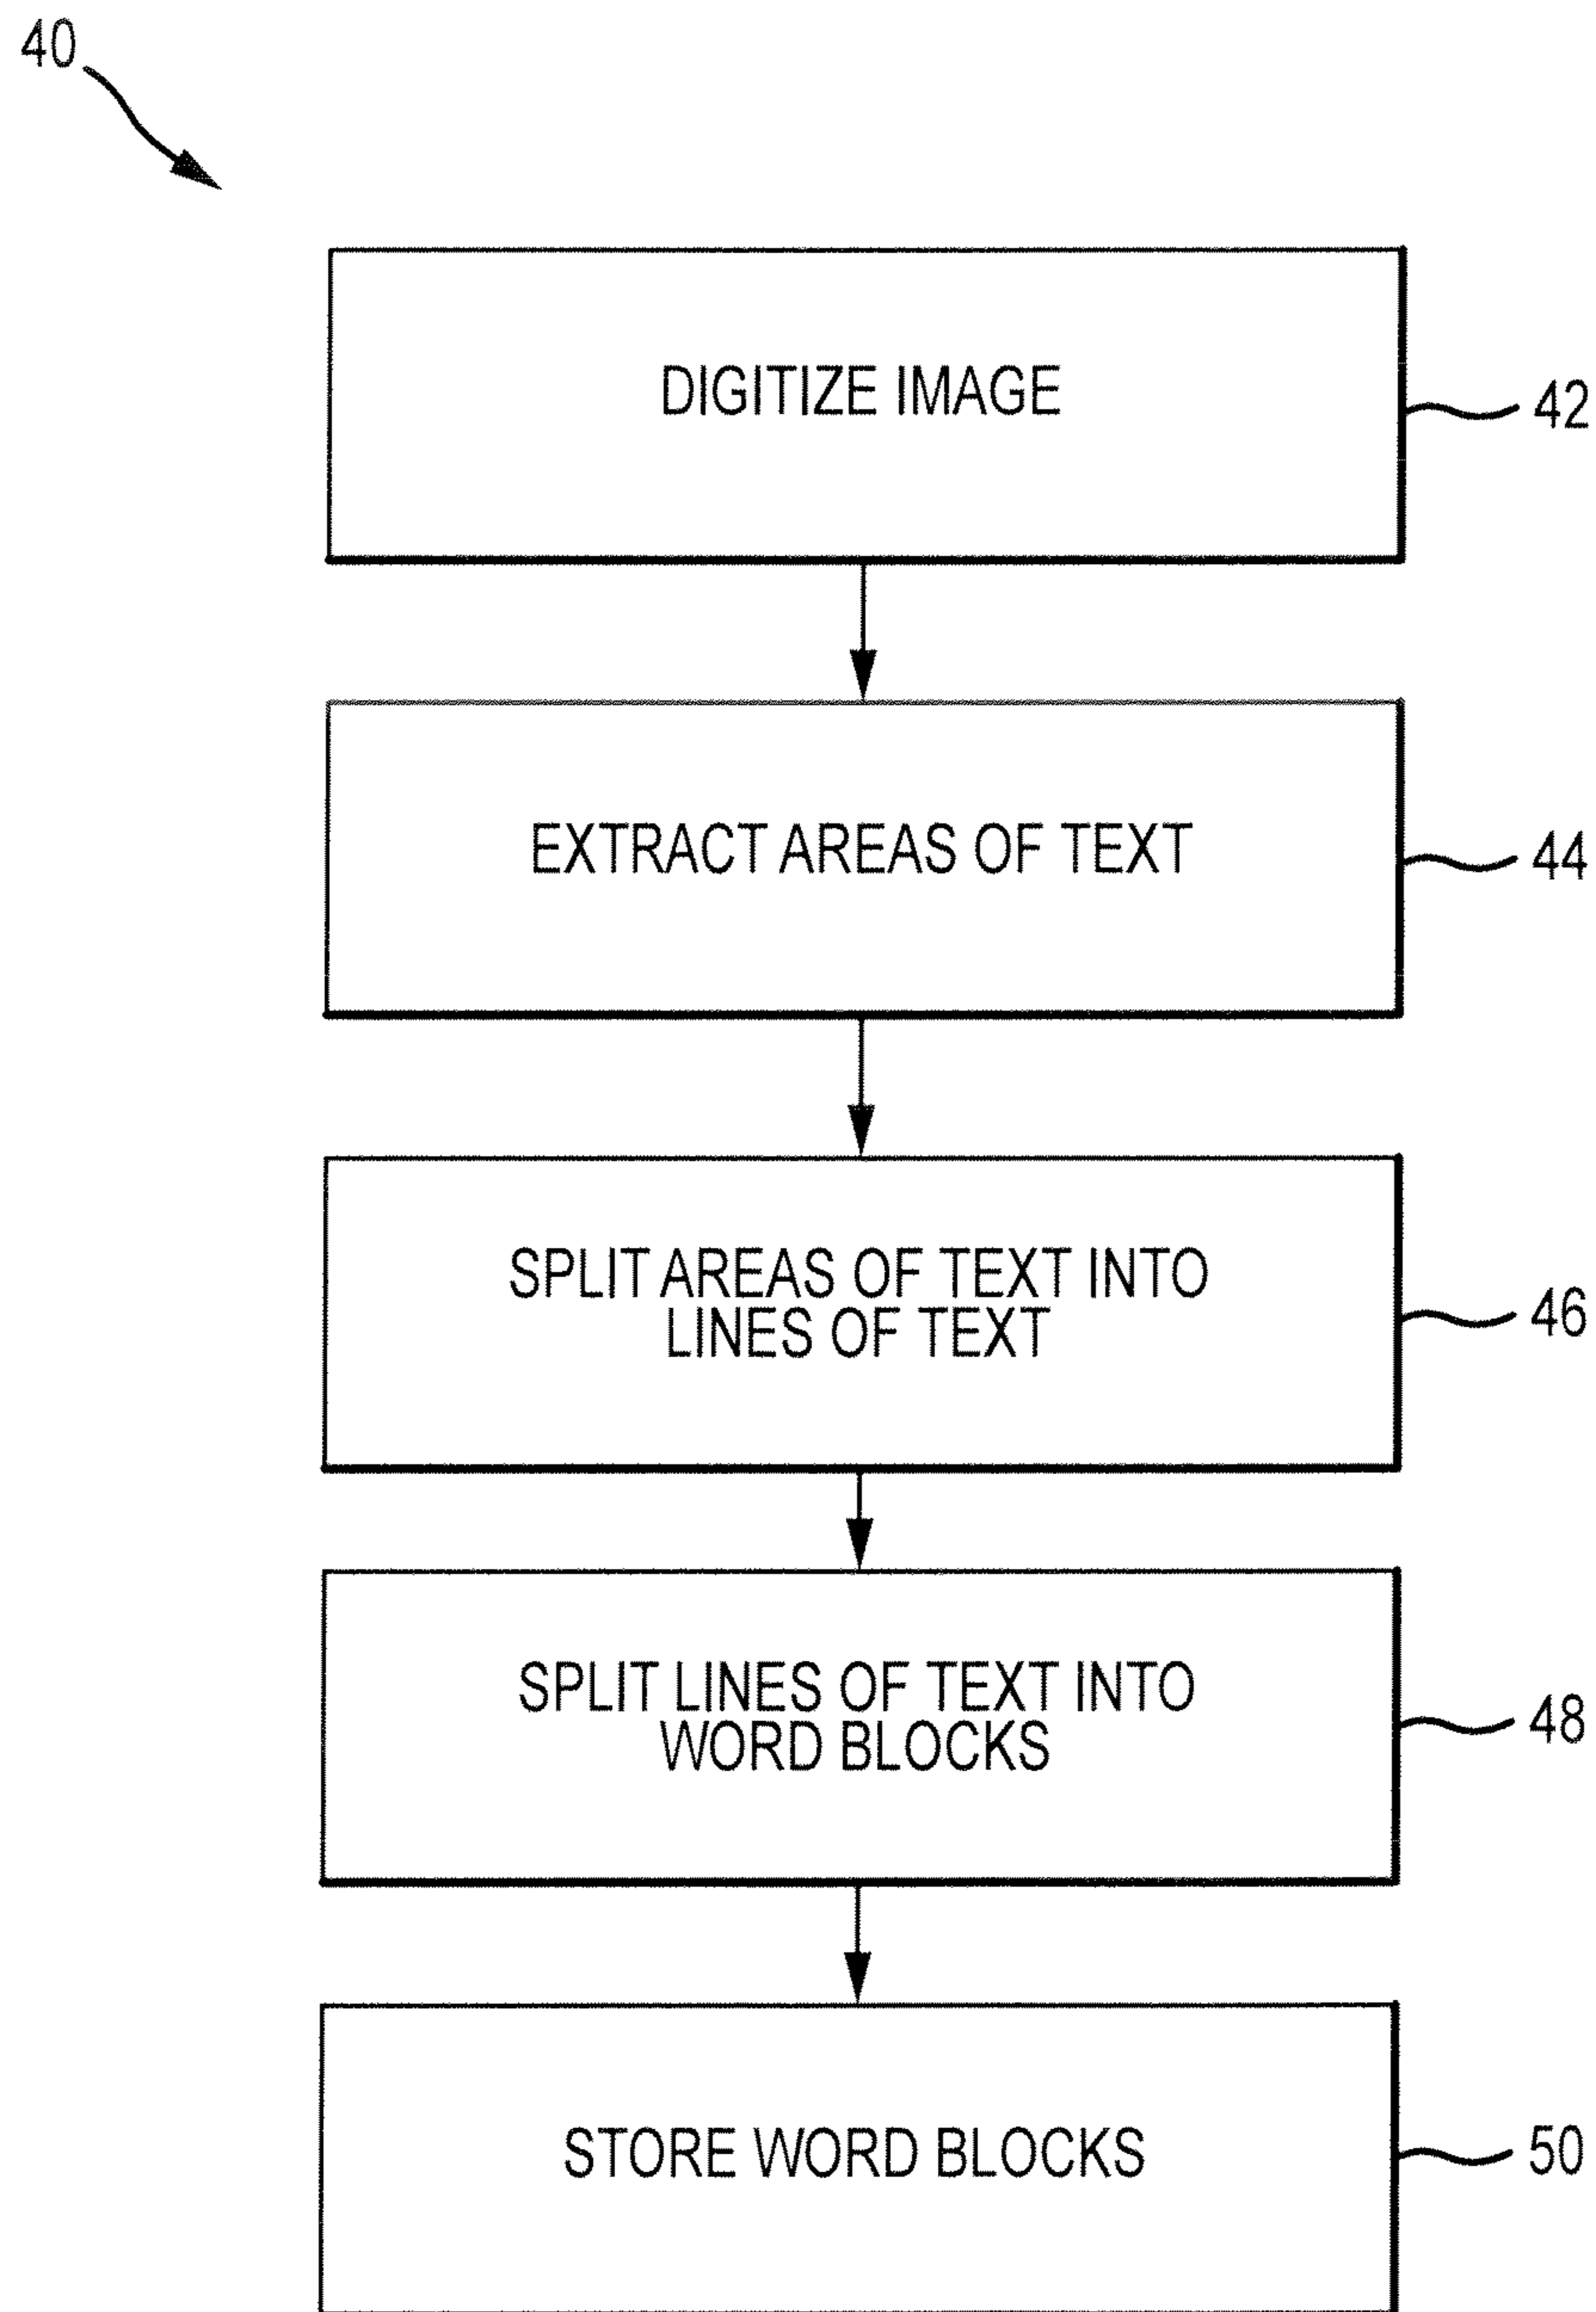 40
DIGITIZE IMAGE
42
EXTRACT AREAS OF TEXT
44
SPLIT AREAS OF TEXT INTO
LINES OF TEXT
46
SPLIT LINES OF TEXT INTO
WORD BLOCKS
48
STORE WORD BLOCKS
50